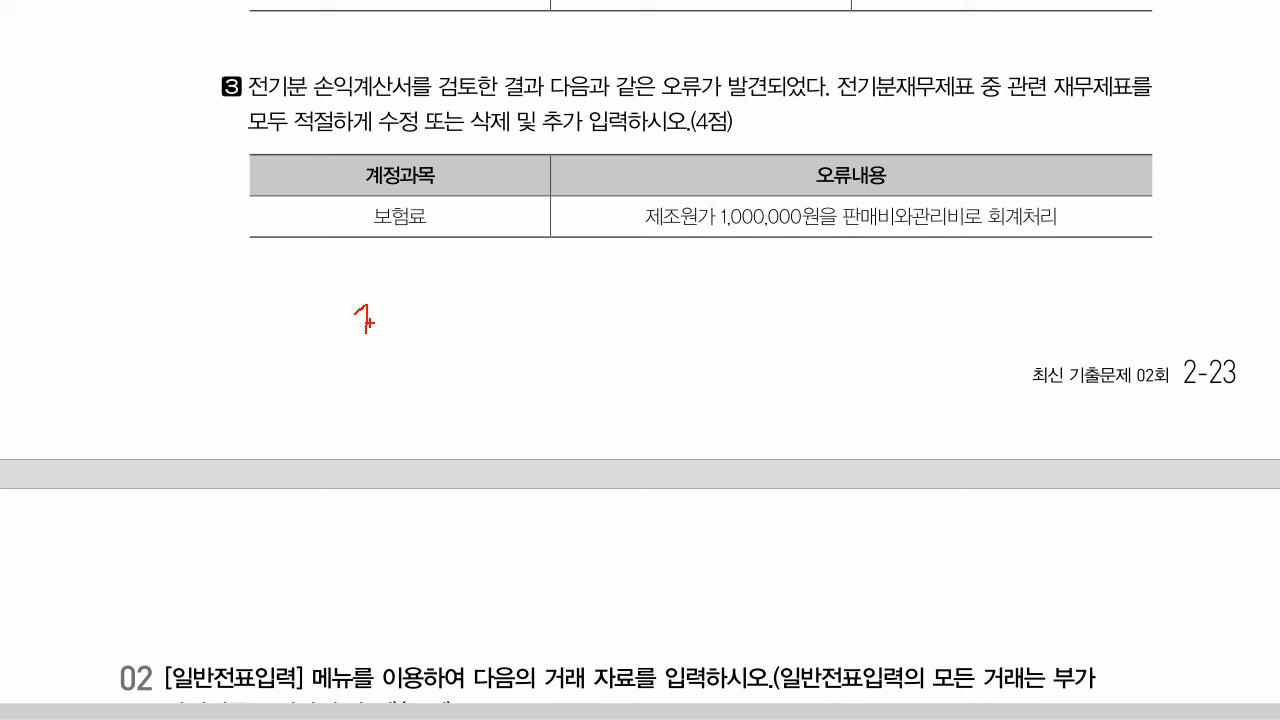 3 전기분 손익계산서를 검토한 결과 다음과 같은 오류가 발견되었다. 전기분재무제표 중 관련 재무제표를
모두 적절하게 수정 또는 삭제 및 추가 입력하시오.(4점)
계정과목 오류내용
보험료 제조원가 1,000,000원을 판매비와관리비로 회계처리
1
최신 기출문제 02회 2-23
02 [일반전표입력] 메뉴를 이용하여 다음의 거래 자료를 입력하시오.(일반전표입력의 모든 거래는 부가